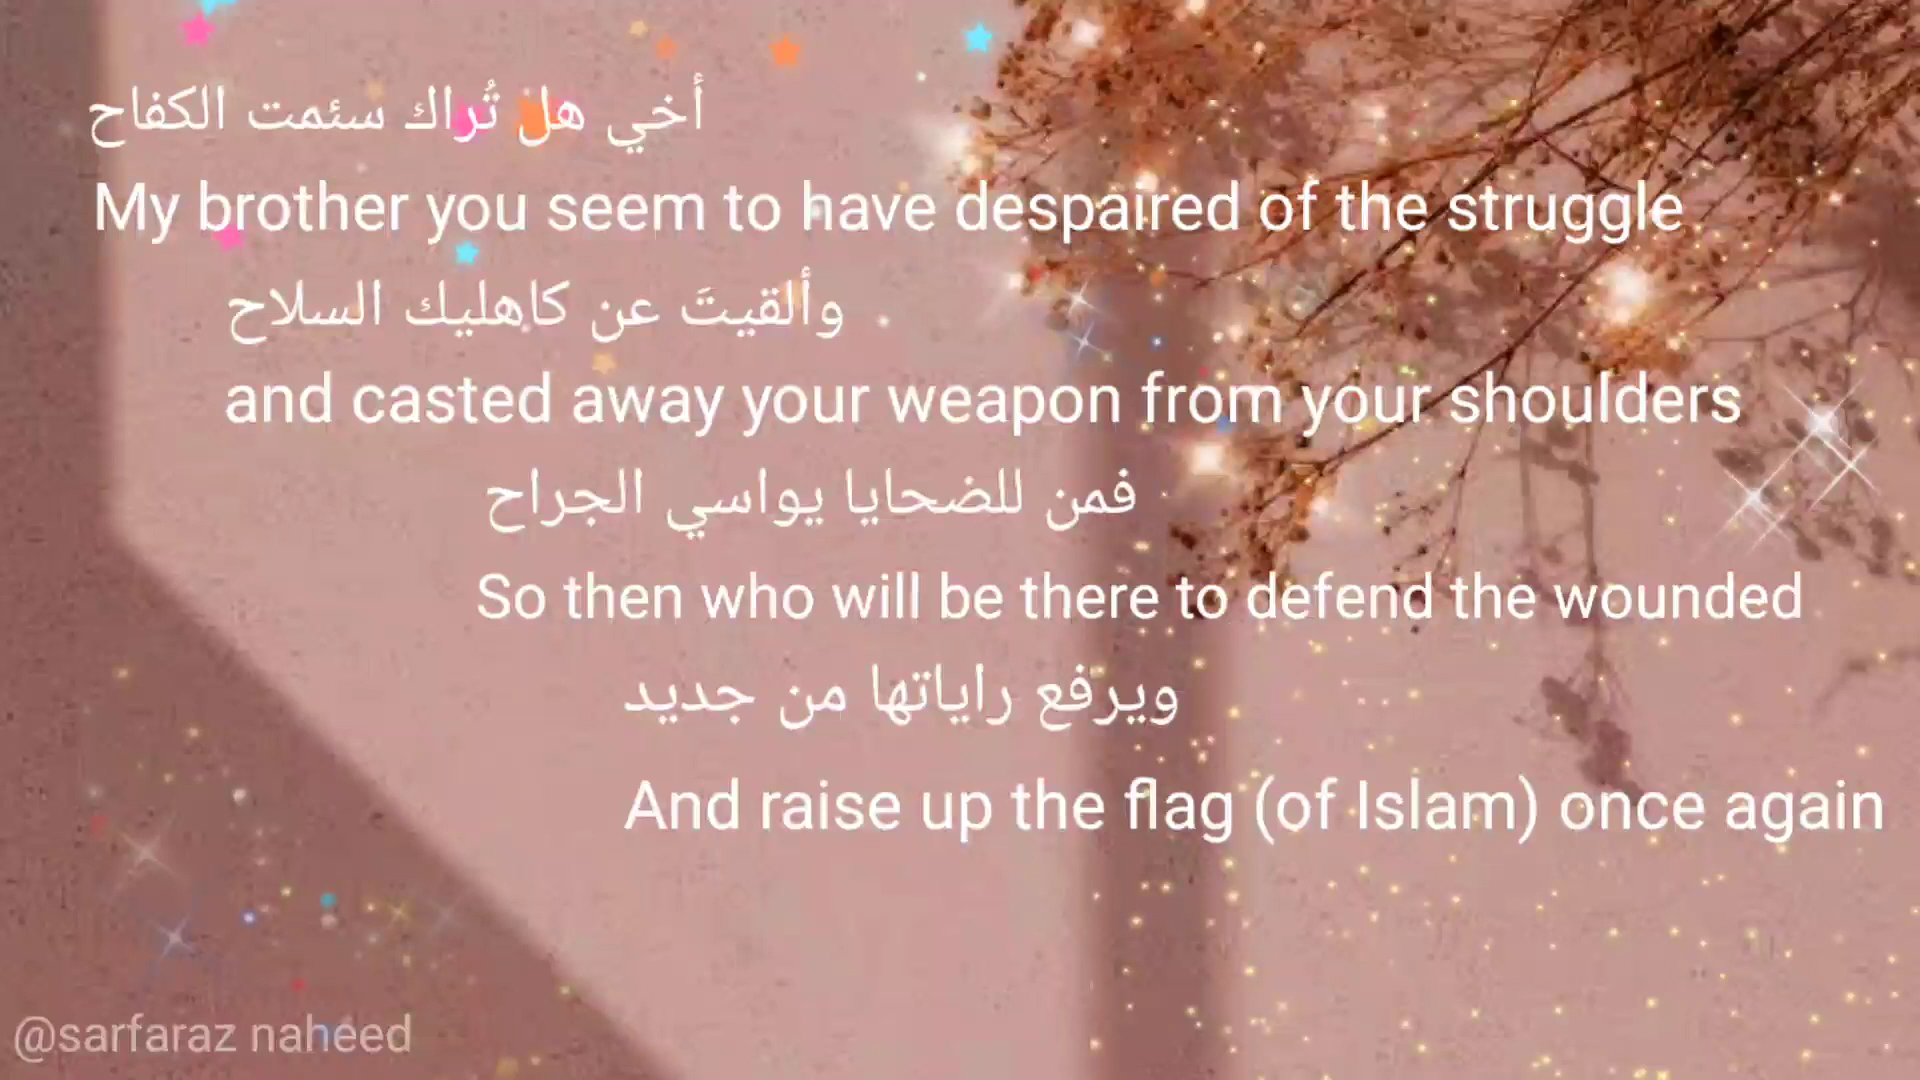 أخي هل تُراك سئمت الكفاح
My brother you seem to have despaired of the struggle
وألقيتَ عن كاهليك السلاح
and casted away your weapon from your shoulders
فمن للضحايا يواسي الجراح
So then who will be there to defend the wounded
ويرفع راياتها من جديد
And raise up the flag (of Islam) once again
@sarfaraz naheed